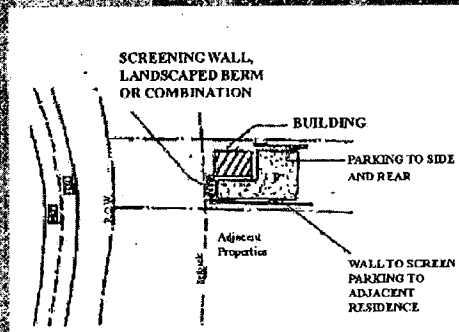 SCREENING WALL,
LANDSCAPED BERM
OR COMBINATION
BUILDING
PARKING TO SIDE
AND REAR
P
R.O.W.
Adjacent
Properties
Setback
WALL TO SCREEN
PARKING TO
ADJACENT
RESIDENCE